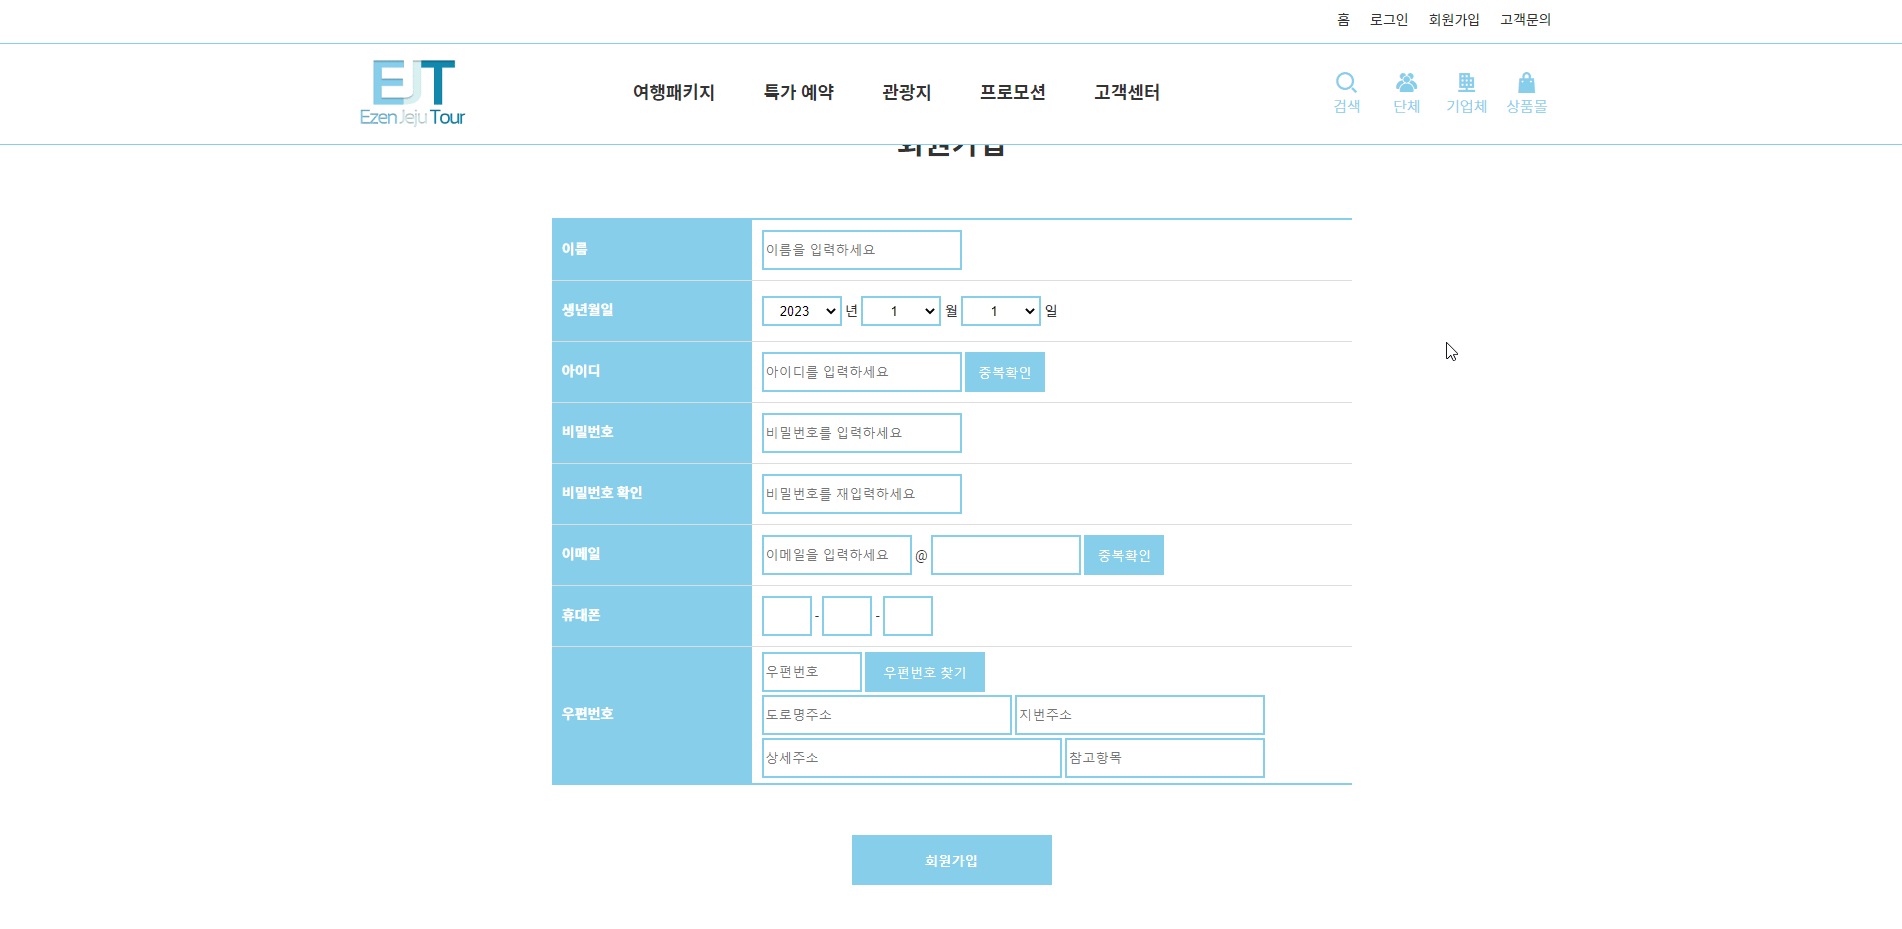 홈 로그인 회원가입 고객문의
EJT
Ezen Jeju Tour
여행패키지 특가 예약 관광지 프로모션 고객센터
검색 단체 기업체 상품몰
회원가입
이름 이름을 입력하세요
생년월일 2023 년 1 월 1 일
아이디 아이디를 입력하세요 중복확인
비밀번호 비밀번호를 입력하세요
비밀번호 확인 비밀번호를 재입력하세요
이메일 이메일을 입력하세요 @ 중복확인
휴대폰 - -
우편번호 우편번호 우편번호 찾기
도로명주소 지번주소
상세주소 참고항목
회원가입